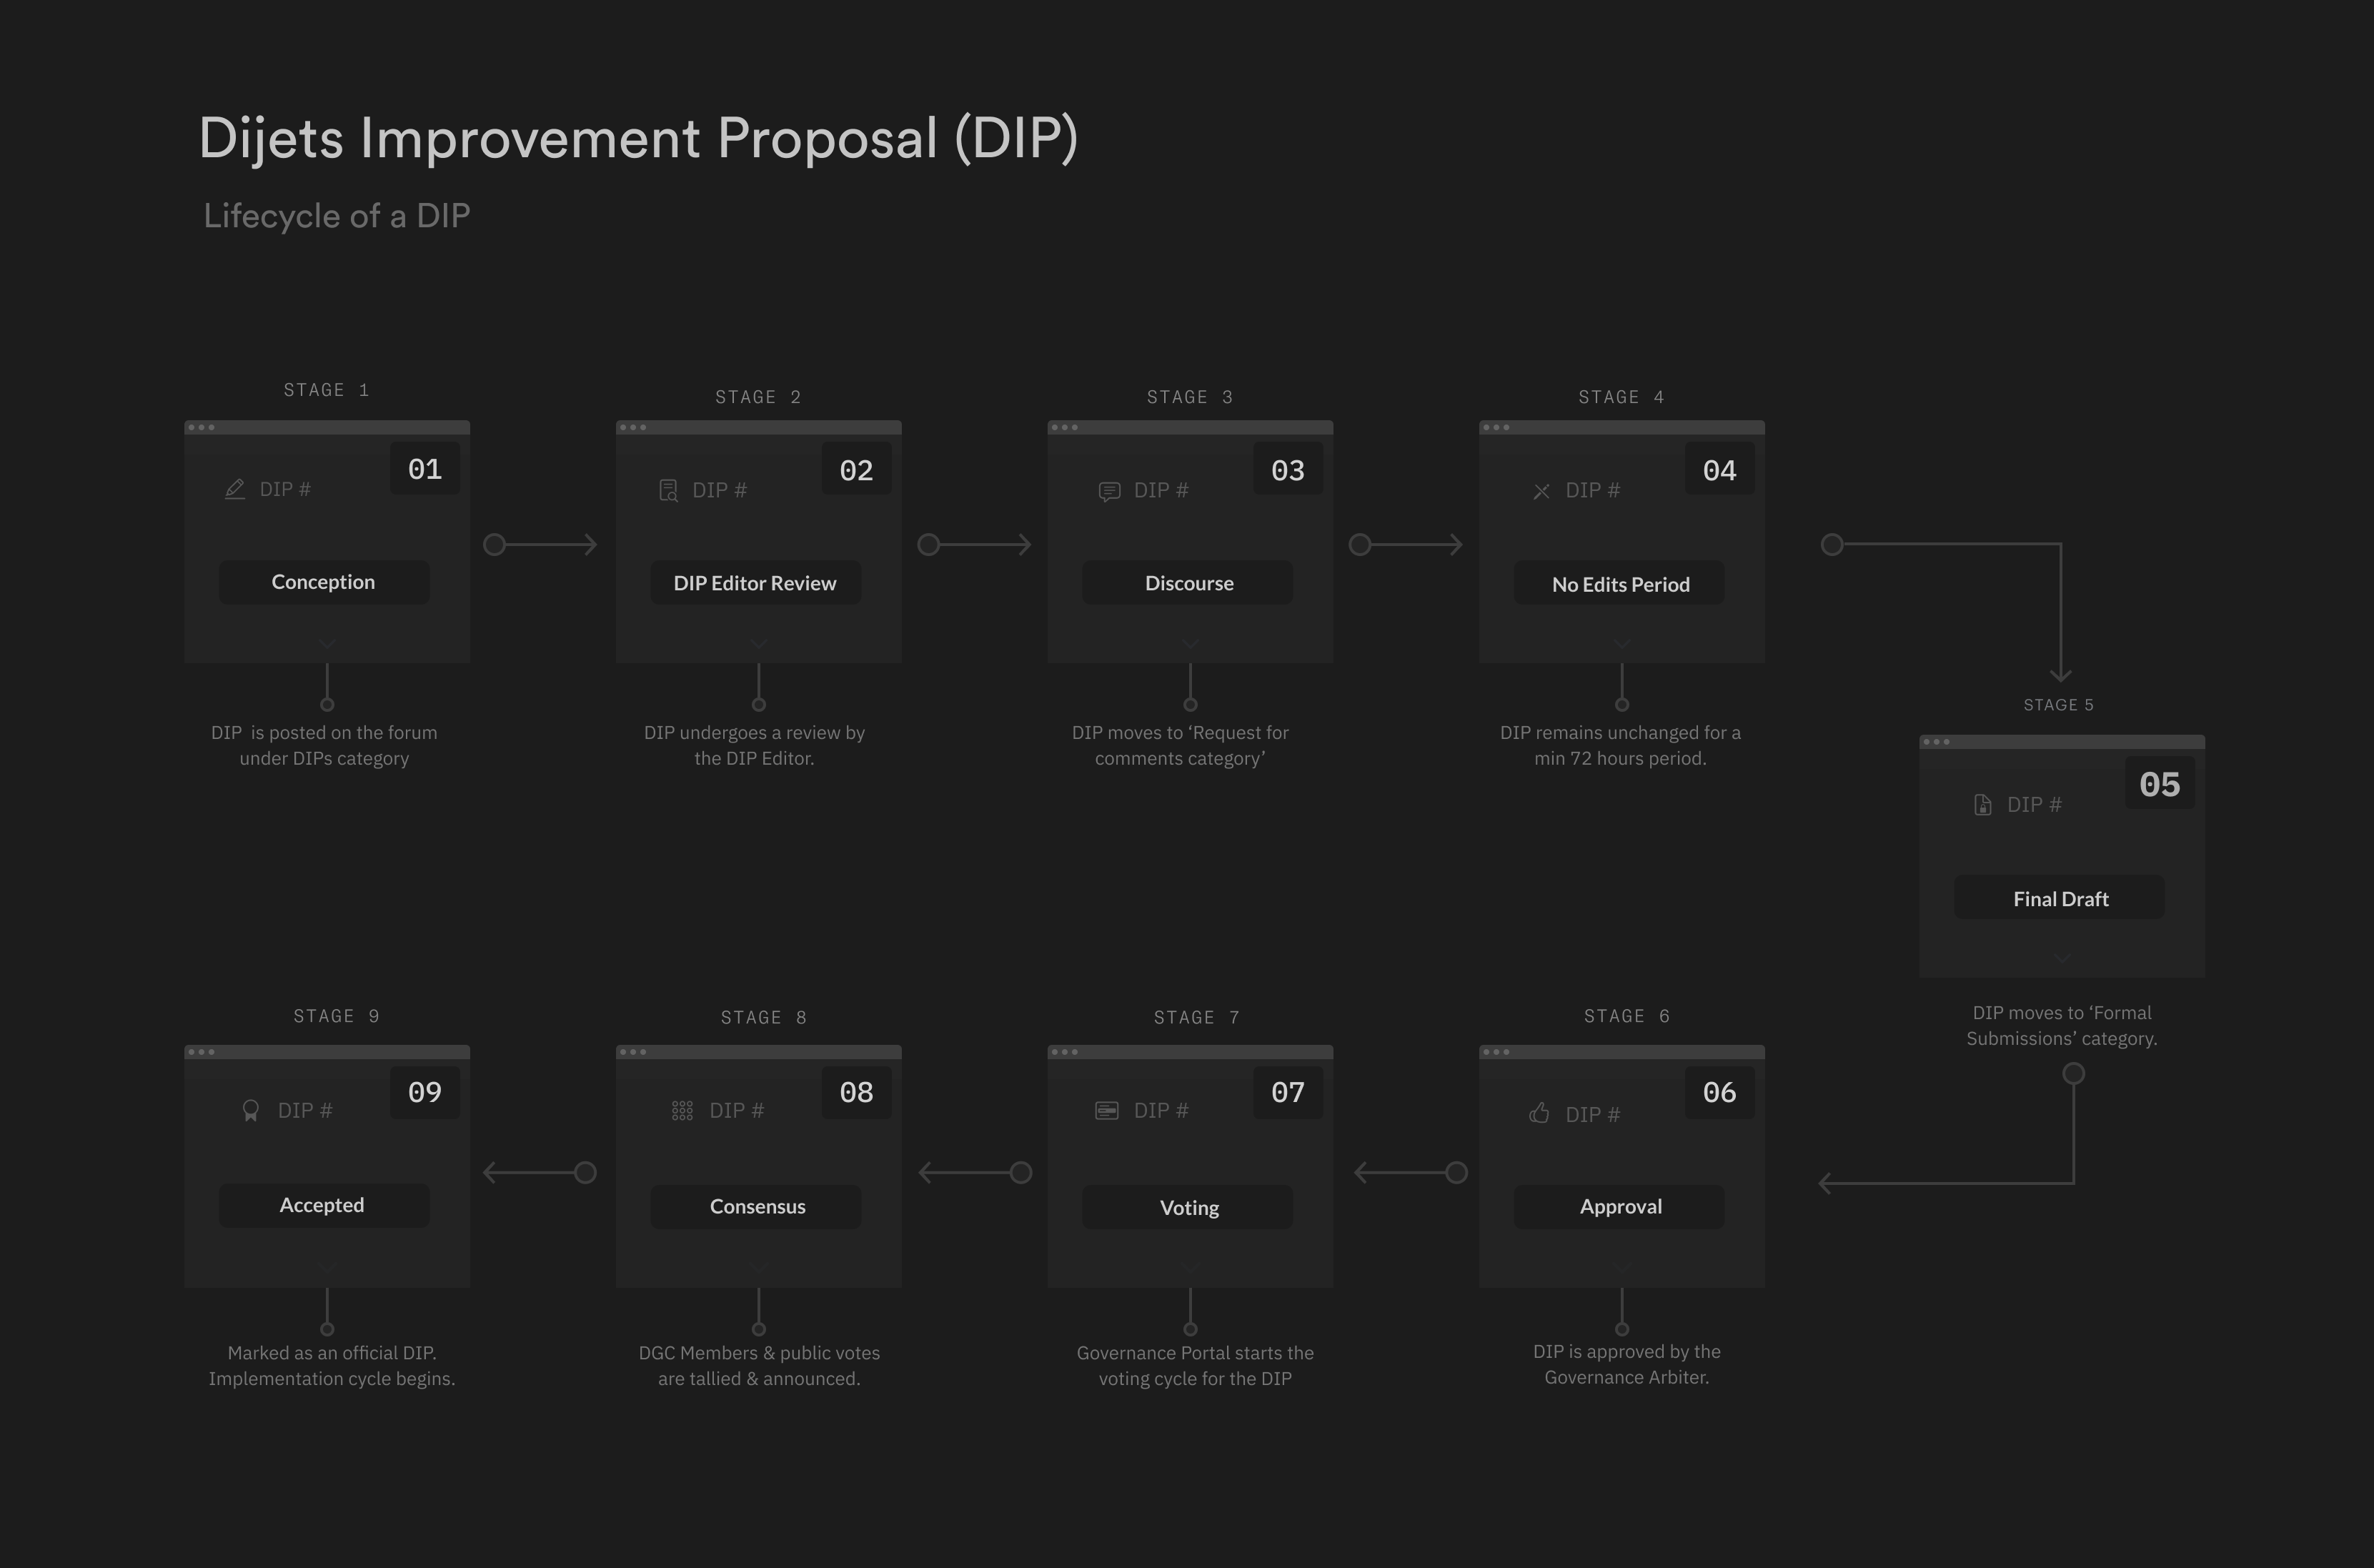 Dijets Improvement Proposal (DIP)
Lifecycle of a DIP
STAGE 1
01
DIP #
Conception
DIP is posted on the forum
under DIPs category
STAGE 2
02
DIP #
DIP Editor Review
DIP undergoes a review by
the DIP Editor.
STAGE 3
03
DIP #
Discourse
DIP moves to ‘Request for
comments category’
STAGE 4
04
DIP #
No Edits Period
DIP remains unchanged for a
min 72 hours period.
STAGE 5
05
DIP #
Final Draft
DIP moves to ‘Formal
Submissions’ category.
STAGE 6
06
DIP #
Approval
DIP is approved by the
Governance Arbiter.
STAGE 7
07
DIP #
Voting
Governance Portal starts the
voting cycle for the DIP
STAGE 8
08
DIP #
Consensus
DGC Members & public votes
are tallied & announced.
STAGE 9
09
DIP #
Accepted
Marked as an official DIP.
Implementation cycle begins.